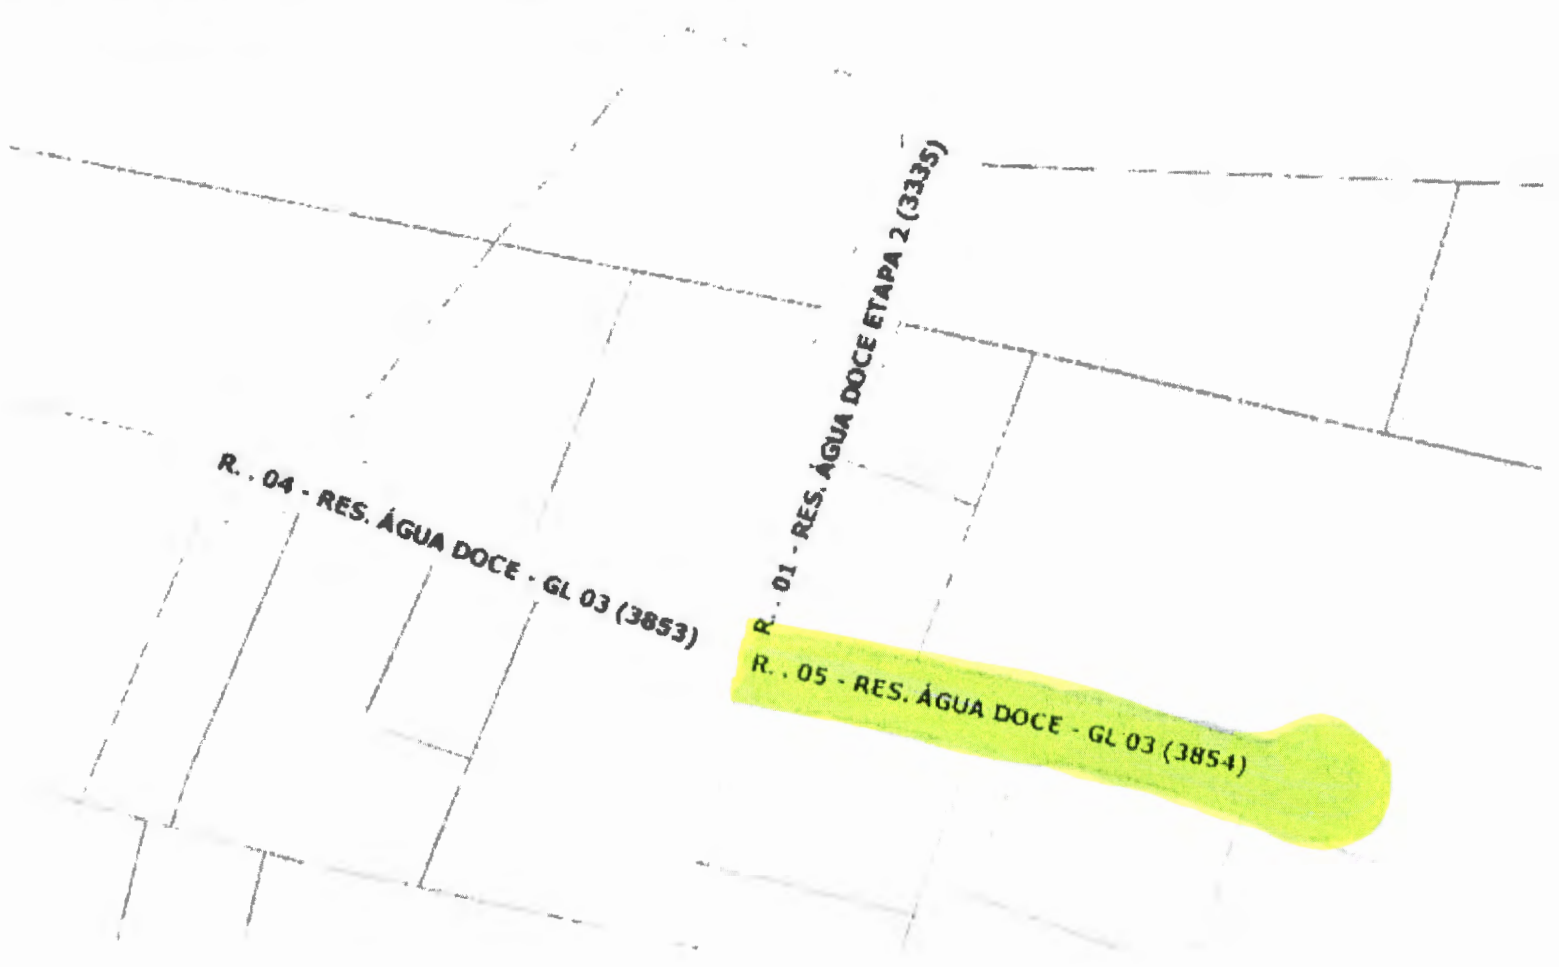 R. . 01 - RES. ÁGUA DOCE ETAPA 2 (3335)
R. . 04 - RES. ÁGUA DOCE - GL 03 (3853)
R. . 05 - RES. ÁGUA DOCE - GL 03 (3854)